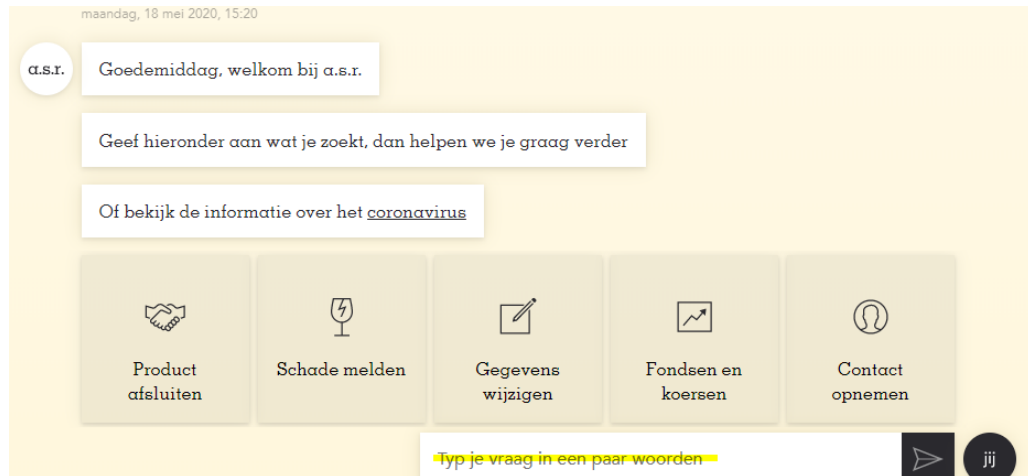 maandag, 18 mei 2020, 15:20
a.s.r.
Goedemiddag, welkom bij a.s.r.
Geef hieronder aan wat je zoekt, dan helpen we je graag verder
Of bekijk de informatie over het coronavirus
Product
afsluiten
Schade melden
Gegevens
wijzigen
Fondsen en
koersen
Contact
opnemen
Typ je vraag in een paar woorden
jij